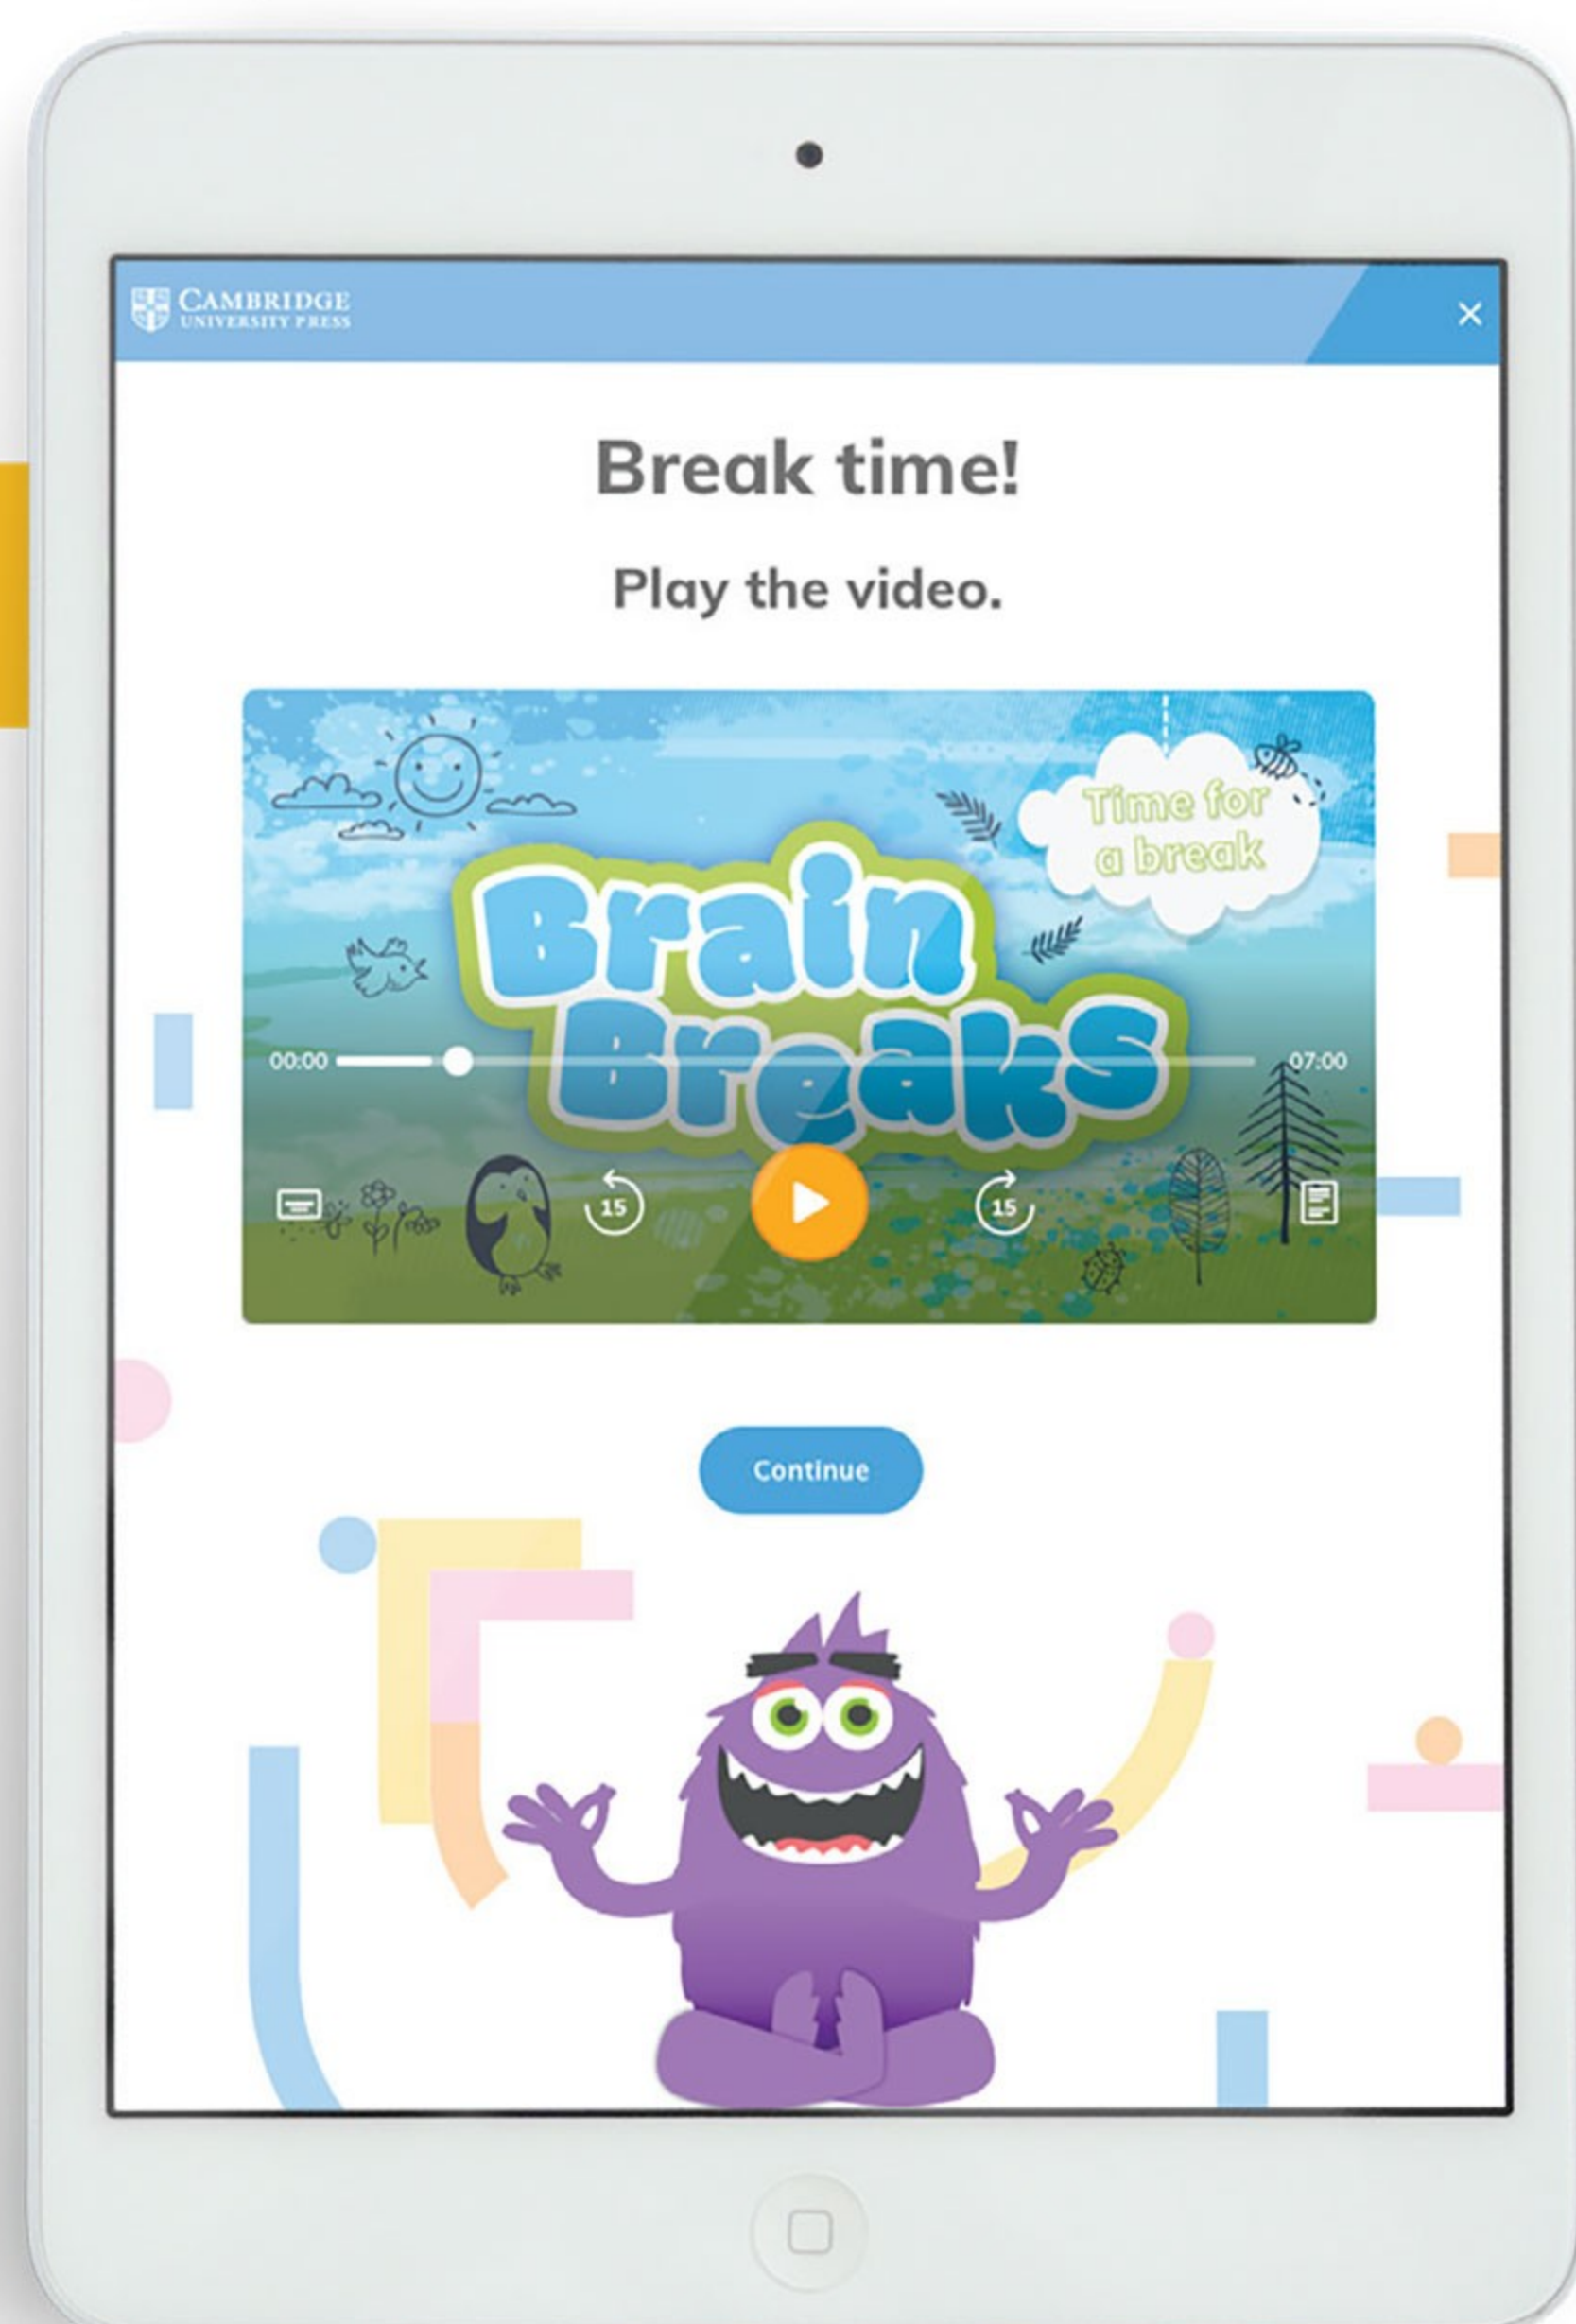 CAMBRIDGE
UNIVERSITY PRESS
Break time!
Play the video.
Time for
a break
Brain
Breaks
00:00
07:00
15
15
Continue